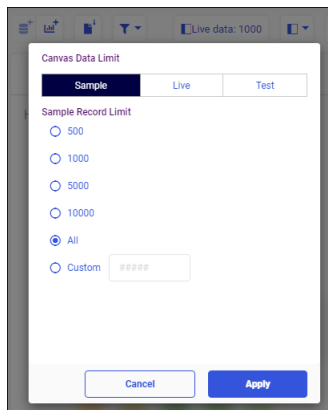 Live data: 1000
Canvas Data Limit
Sample Live Test
Sample Record Limit
500
1000
5000
10000
All
Custom #####
Cancel Apply